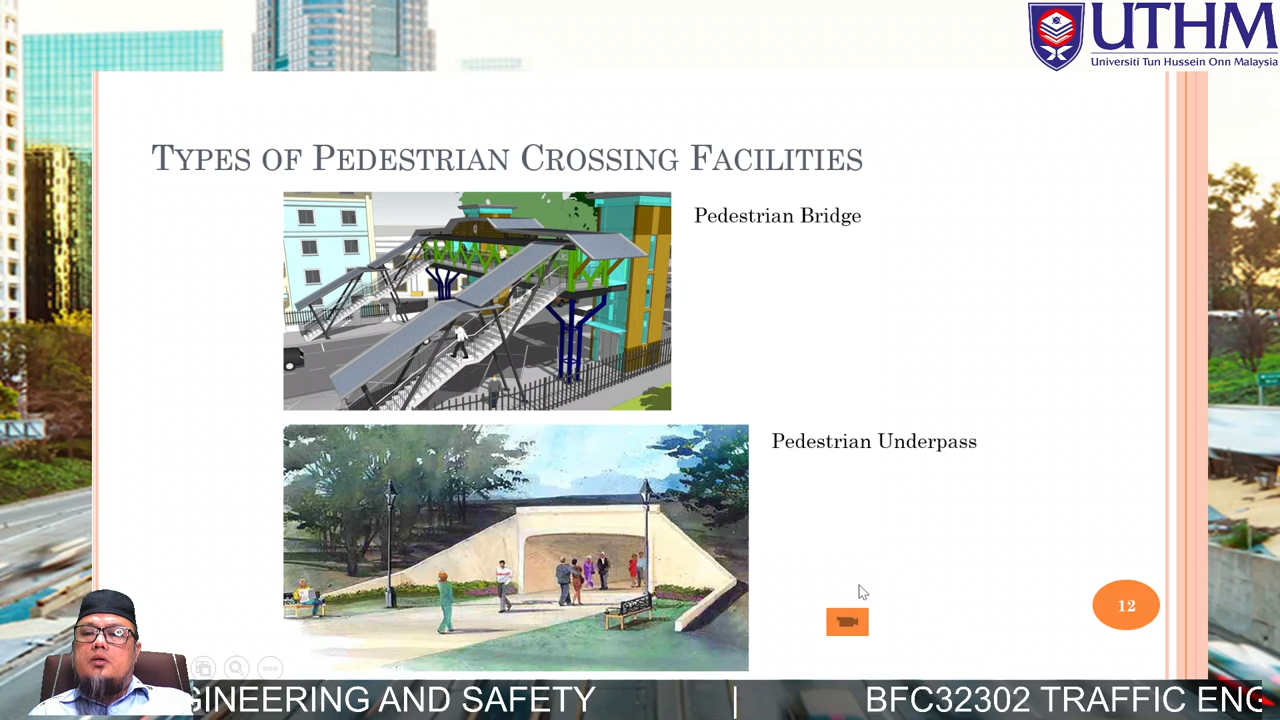 UTHM
Universiti Tun Hussein Onn Malaysia
TYPES OF PEDESTRIAN CROSSING FACILITIES
Pedestrian Bridge
Pedestrian Underpass
12
GINEERING AND SAFETY | BFC32302 TRAFFIC ENG